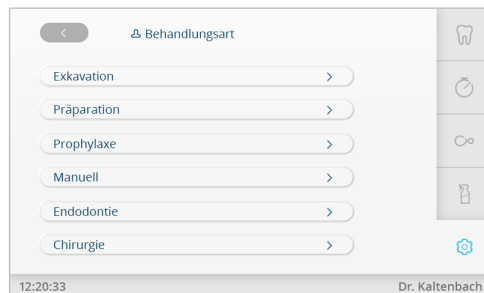 Behandlungsart
Exkavation
Präparation
Prophylaxe
Manuell
Endodontie
Chirurgie
12:20:33 Dr. Kaltenbach